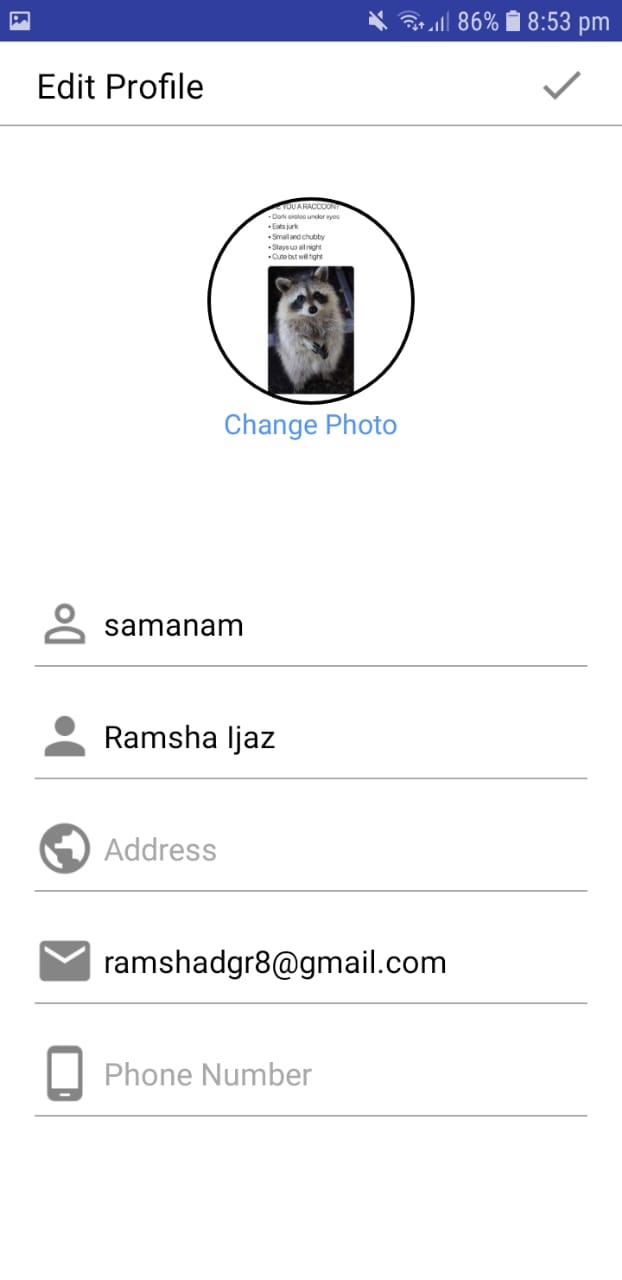 86% 8:53 pm
Edit Profile
YOU A RACCOON?
• Dark circles under eyes
• Eats junk
• Small and chubby
• Stays up all night
• Cute but will fight
Change Photo
samanam
Ramsha Ijaz
Address
ramshadgr8@gmail.com
Phone Number